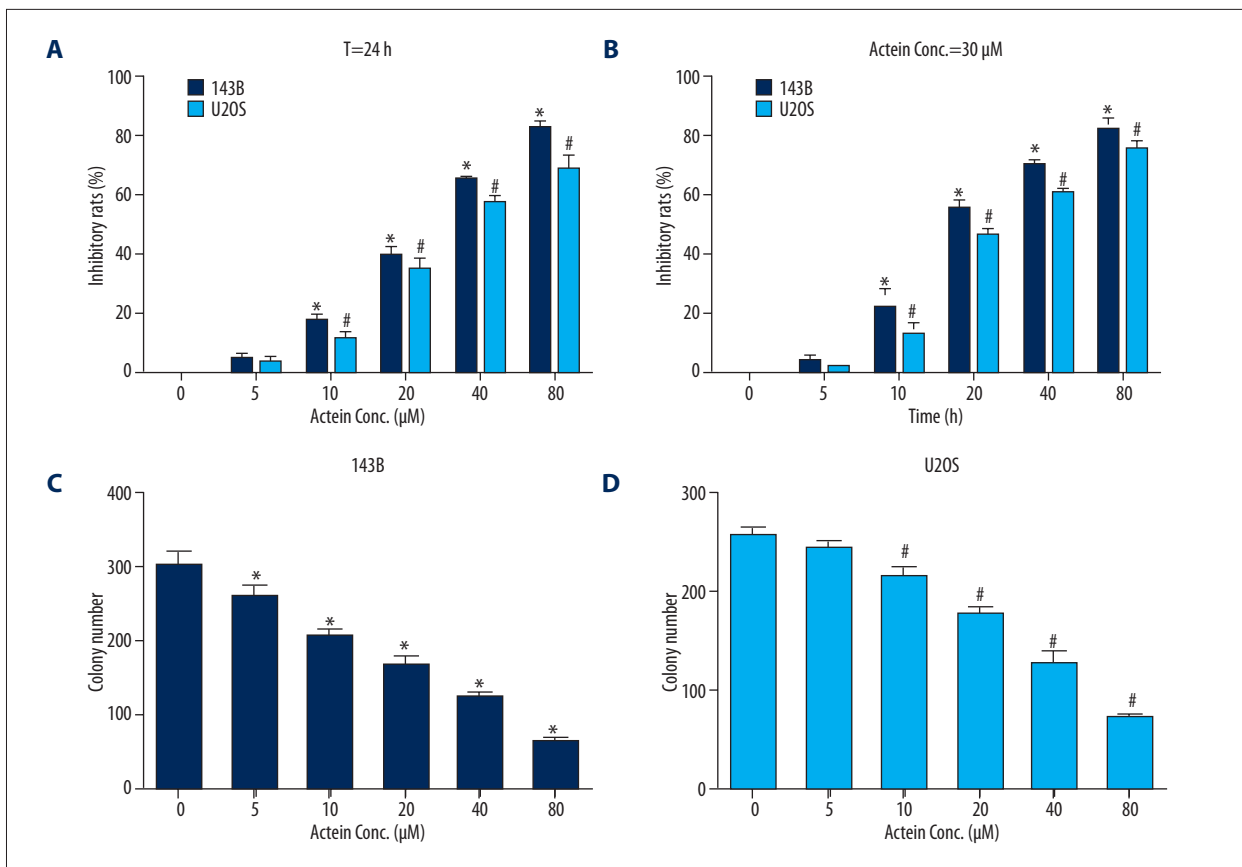 A
T=24 h
143B
U2OS
100
80
60
40
20
0
Inhibitory rats (%)
* # * # * # * #
0 5 10 20 40 80
Actein Conc. (µM)
B
Actein Conc.=30 µM
143B
U2OS
100
80
60
40
20
0
Inhibitory rats (%)
* # * # * # * #
0 5 10 20 40 80
Time (h)
C
143B
400
300
200
100
0
Colony number
* * * * *
0 5 10 20 40 80
Actein Conc. (µM)
D
U2OS
300
200
100
0
Colony number
# # # #
0 5 10 20 40 80
Actein Conc. (µM)